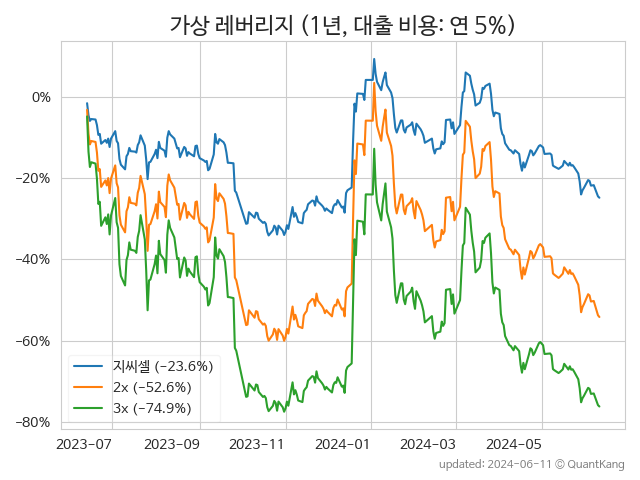 가상 레버리지 (1년, 대출 비용: 연 5%)
0%
−20%
−40%
−60%
−80%
지씨셀 (−23.6%)
2x (−52.6%)
3x (−74.9%)
2023-07 2023-09 2023-11 2024-01 2024-03 2024-05
updated: 2024-06-11 © QuantKang